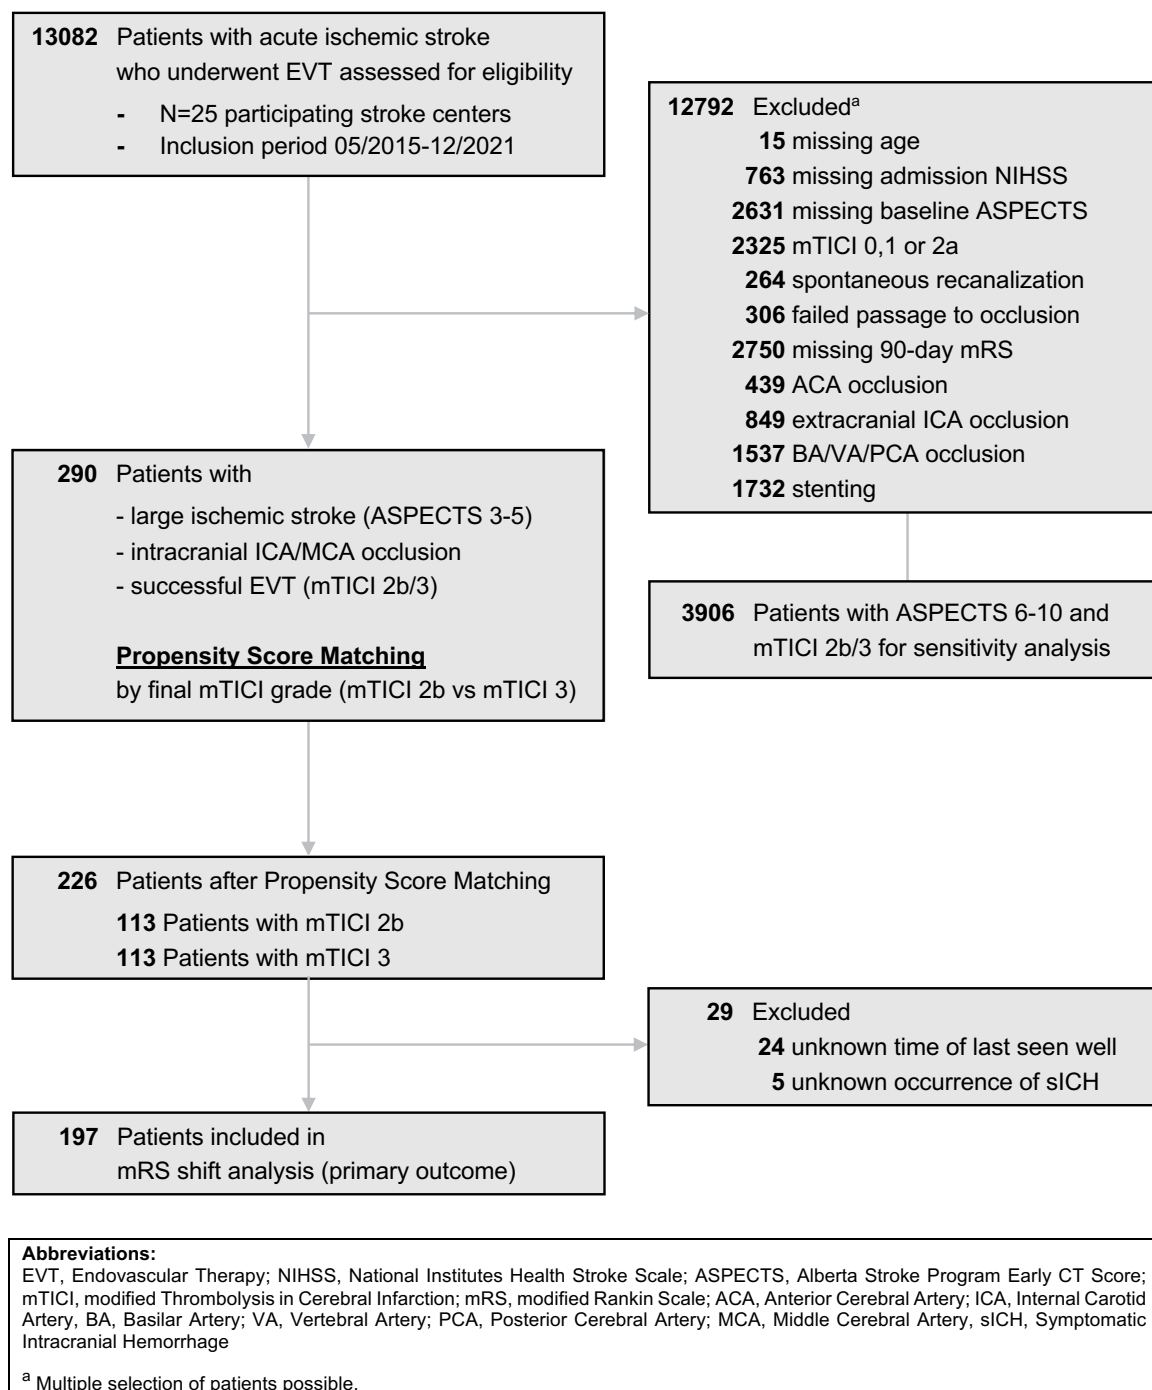 13082 Patients with acute ischemic stroke
who underwent EVT assessed for eligibility
- N=25 participating stroke centers
- Inclusion period 05/2015-12/2021
12792 Excludedᵃ
15 missing age
763 missing admission NIHSS
2631 missing baseline ASPECTS
2325 mTICI 0,1 or 2a
264 spontaneous recanalization
306 failed passage to occlusion
2750 missing 90-day mRS
439 ACA occlusion
849 extracranial ICA occlusion
1537 BA/VA/PCA occlusion
1732 stenting
290 Patients with
- large ischemic stroke (ASPECTS 3-5)
- intracranial ICA/MCA occlusion
- successful EVT (mTICI 2b/3)
Propensity Score Matching
by final mTICI grade (mTICI 2b vs mTICI 3)
3906 Patients with ASPECTS 6-10 and
mTICI 2b/3 for sensitivity analysis
226 Patients after Propensity Score Matching
113 Patients with mTICI 2b
113 Patients with mTICI 3
29 Excluded
24 unknown time of last seen well
5 unknown occurrence of sICH
197 Patients included in
mRS shift analysis (primary outcome)
Abbreviations:
EVT, Endovascular Therapy; NIHSS, National Institutes Health Stroke Scale; ASPECTS, Alberta Stroke Program Early CT Score;
mTICI, modified Thrombolysis in Cerebral Infarction; mRS, modified Rankin Scale; ACA, Anterior Cerebral Artery; ICA, Internal Carotid
Artery, BA, Basilar Artery; VA, Vertebral Artery; PCA, Posterior Cerebral Artery; MCA, Middle Cerebral Artery, sICH, Symptomatic
Intracranial Hemorrhage
ᵃ Multiple selection of patients possible.